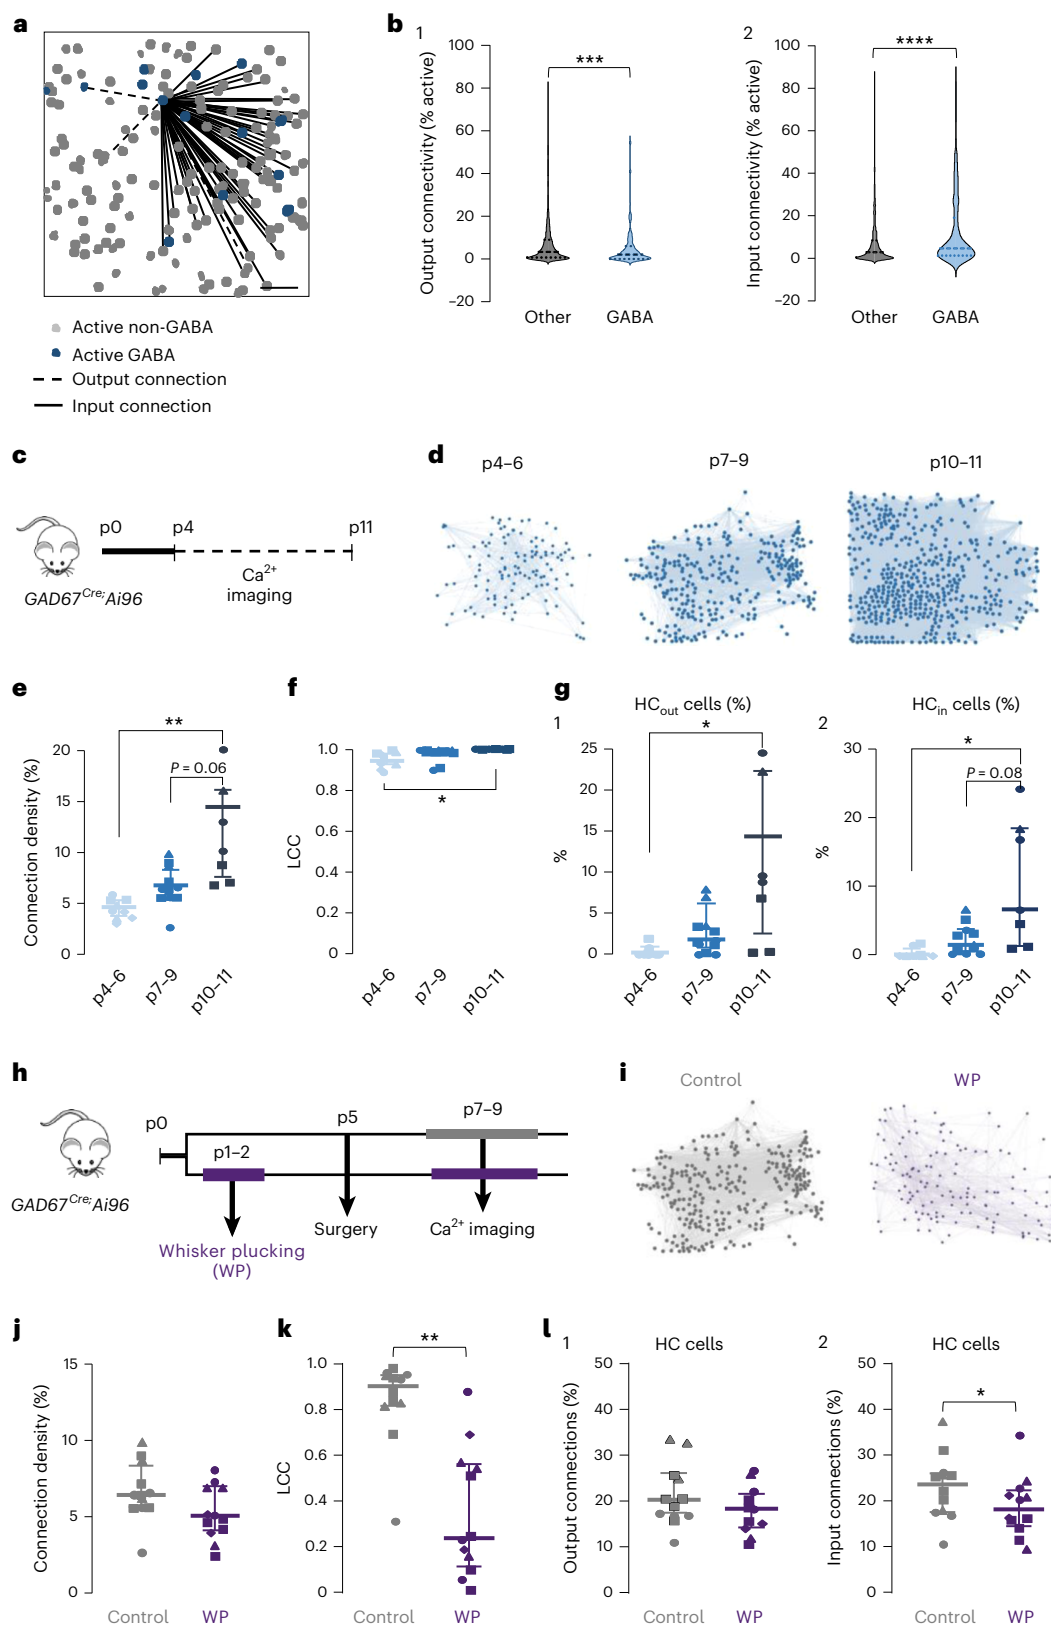 a
Active non-GABA
Active GABA
Output connection
Input connection
b
1
Output connectivity (% active)
100
80
60
40
20
0
–20
***
Other
GABA
2
Input connectivity (% active)
100
80
60
40
20
0
–20
****
Other
GABA
c
p0
p4
p11
Ca2+
imaging
GAD67Cre;Ai96
d
p4–6
p7–9
p10–11
e
Connection density (%)
20
15
10
5
0
**
P = 0.06
p4–6
p7–9
p10–11
f
LCC
1.0
0.8
0.6
0.4
0.2
0
*
p4–6
p7–9
p10–11
g
1
HCout cells (%)
%
25
20
15
10
5
0
*
p4–6
p7–9
p10–11
2
HCin cells (%)
%
30
20
10
0
*
P = 0.08
p4–6
p7–9
p10–11
h
p0
p1–2
p5
p7–9
GAD67Cre;Ai96
Whisker plucking
(WP)
Surgery
Ca2+ imaging
i
Control
WP
j
Connection density (%)
15
10
5
0
Control
WP
k
LCC
1.0
0.8
0.6
0.4
0.2
0
**
Control
WP
l
1
HC cells
Output connections (%)
50
40
30
20
10
0
Control
WP
2
HC cells
Input connections (%)
50
40
30
20
10
0
*
Control
WP